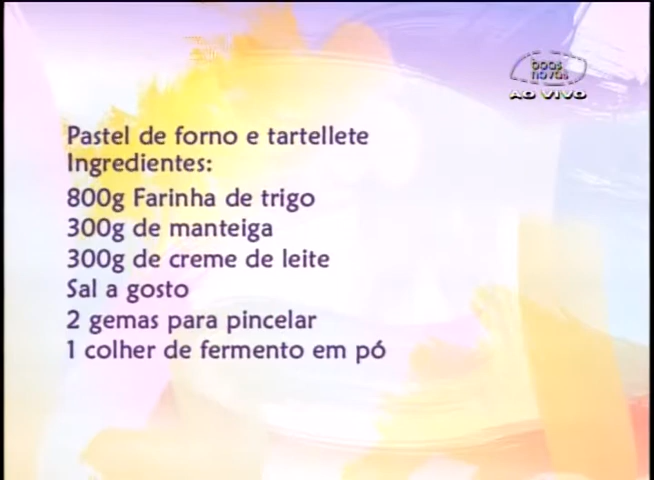 boas
novas
AO VIVO
Pastel de forno e tartellete
Ingredientes:
800g Farinha de trigo
300g de manteiga
300g de creme de leite
Sal a gosto
2 gemas para pincelar
1 colher de fermento em pó